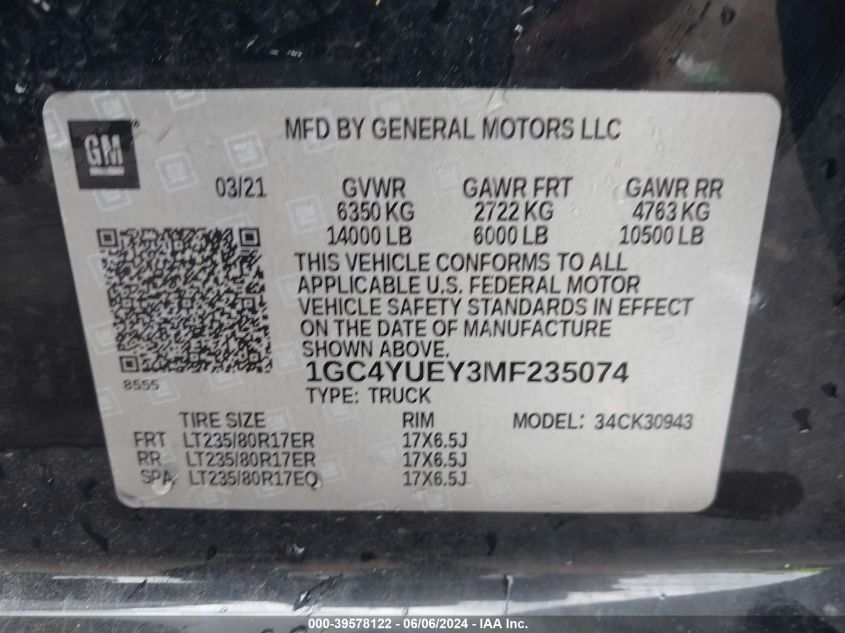 GM
MFD BY GENERAL MOTORS LLC
03/21 GVWR GAWR FRT GAWR RR
6350 KG 2722 KG 4763 KG
14000 LB 6000 LB 10500 LB
THIS VEHICLE CONFORMS TO ALL
APPLICABLE U.S. FEDERAL MOTOR
VEHICLE SAFETY STANDARDS IN EFFECT
ON THE DATE OF MANUFACTURE
SHOWN ABOVE.
8555 1GC4YUEY3MF235074
TYPE: TRUCK
TIRE SIZE RIM MODEL: 34CK30943
FRT LT235/80R17ER 17X6.5J
RR LT235/80R17ER 17X6.5J
SPA LT235/80R17EQ 17X6.5J
000-39578122 - 06/06/2024 - IAA Inc.